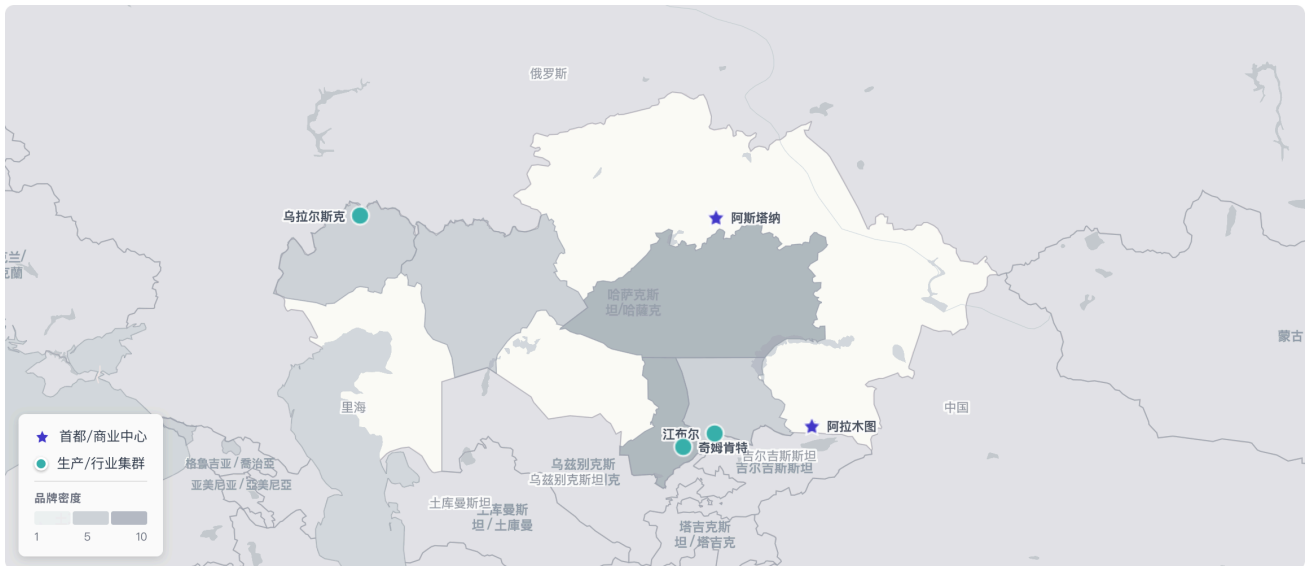 俄罗斯
乌拉尔斯克
阿斯塔纳
兰/
克蘭
哈萨克斯
坦/哈薩克
蒙古
里海
中国
阿拉木图
江布尔
奇姆肯特
吉尔吉斯斯坦
吉尔吉斯斯坦
首都/商业中心
生产/行业集群
品牌密度
1 5 10
格鲁吉亚/喬治亞
亚美尼亚/亞美尼亞
乌兹别克斯
乌兹别克斯坦
克
土库曼斯坦
土库曼斯
坦/土庫曼
塔吉克斯
坦/塔吉克